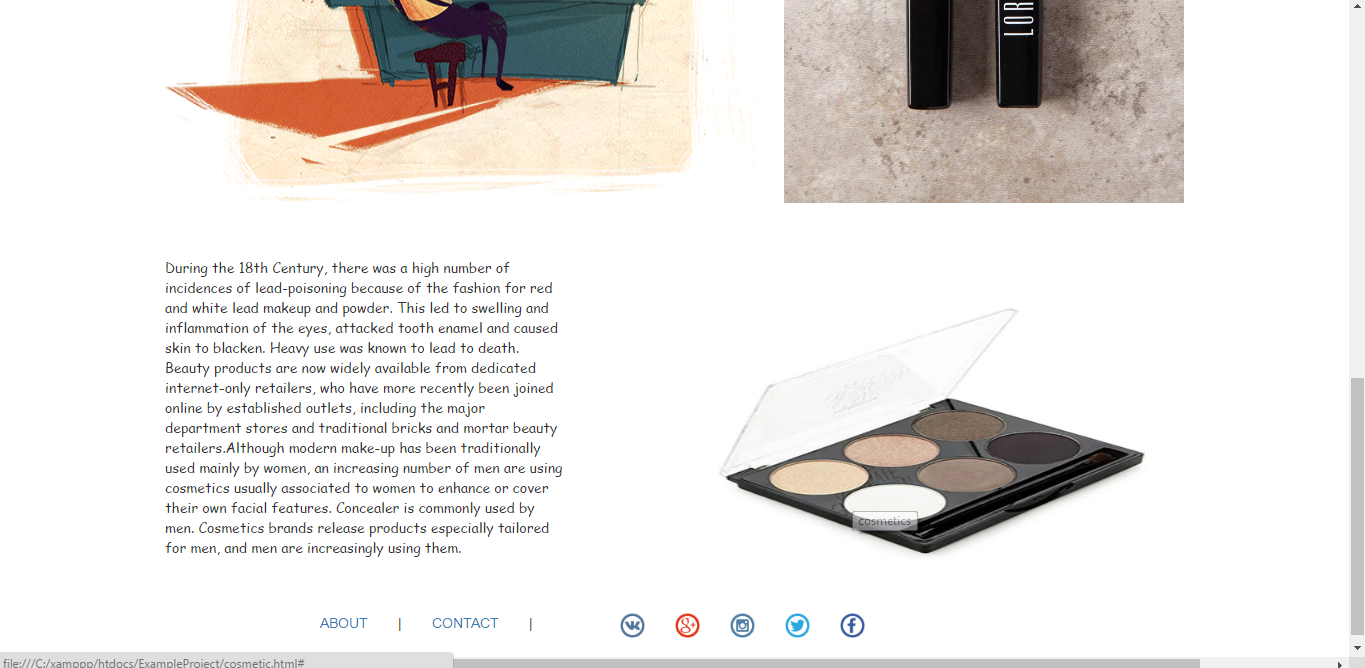 LOR
During the 18th Century, there was a high number of
incidences of lead-poisoning because of the fashion for red
and white lead makeup and powder. This led to swelling and
inflammation of the eyes, attacked tooth enamel and caused
skin to blacken. Heavy use was known to lead to death.
Beauty products are now widely available from dedicated
internet-only retailers, who have more recently been joined
online by established outlets, including the major
department stores and traditional bricks and mortar beauty
retailers.Although modern make-up has been traditionally
used mainly by women, an increasing number of men are using
cosmetics usually associated to women to enhance or cover
their own facial features. Concealer is commonly used by
men. Cosmetics brands release products especially tailored
for men, and men are increasingly using them.
cosmetics
ABOUT | CONTACT |
file:///C:/xamppp/htdocs/ExampleProject/cosmetic.html#